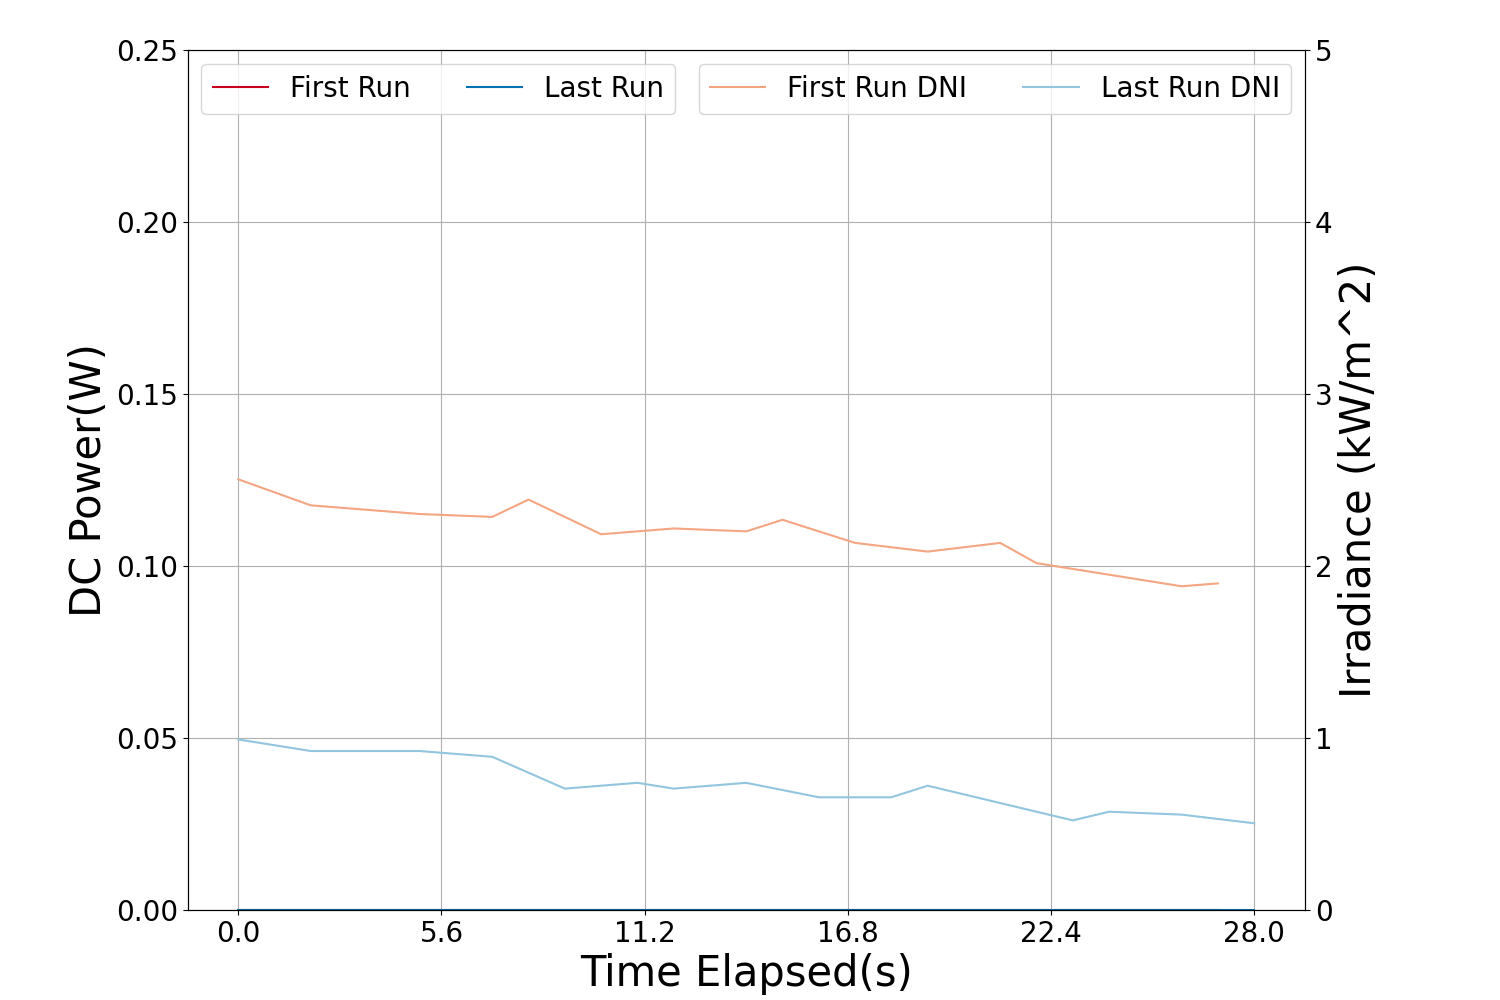 First Run
Last Run
First Run DNI
Last Run DNI
0.25
0.20
0.15
0.10
0.05
0.00
DC Power(W)
5
4
3
2
1
0
Irradiance (kW/m^2)
0.0
5.6
11.2
16.8
22.4
28.0
Time Elapsed(s)